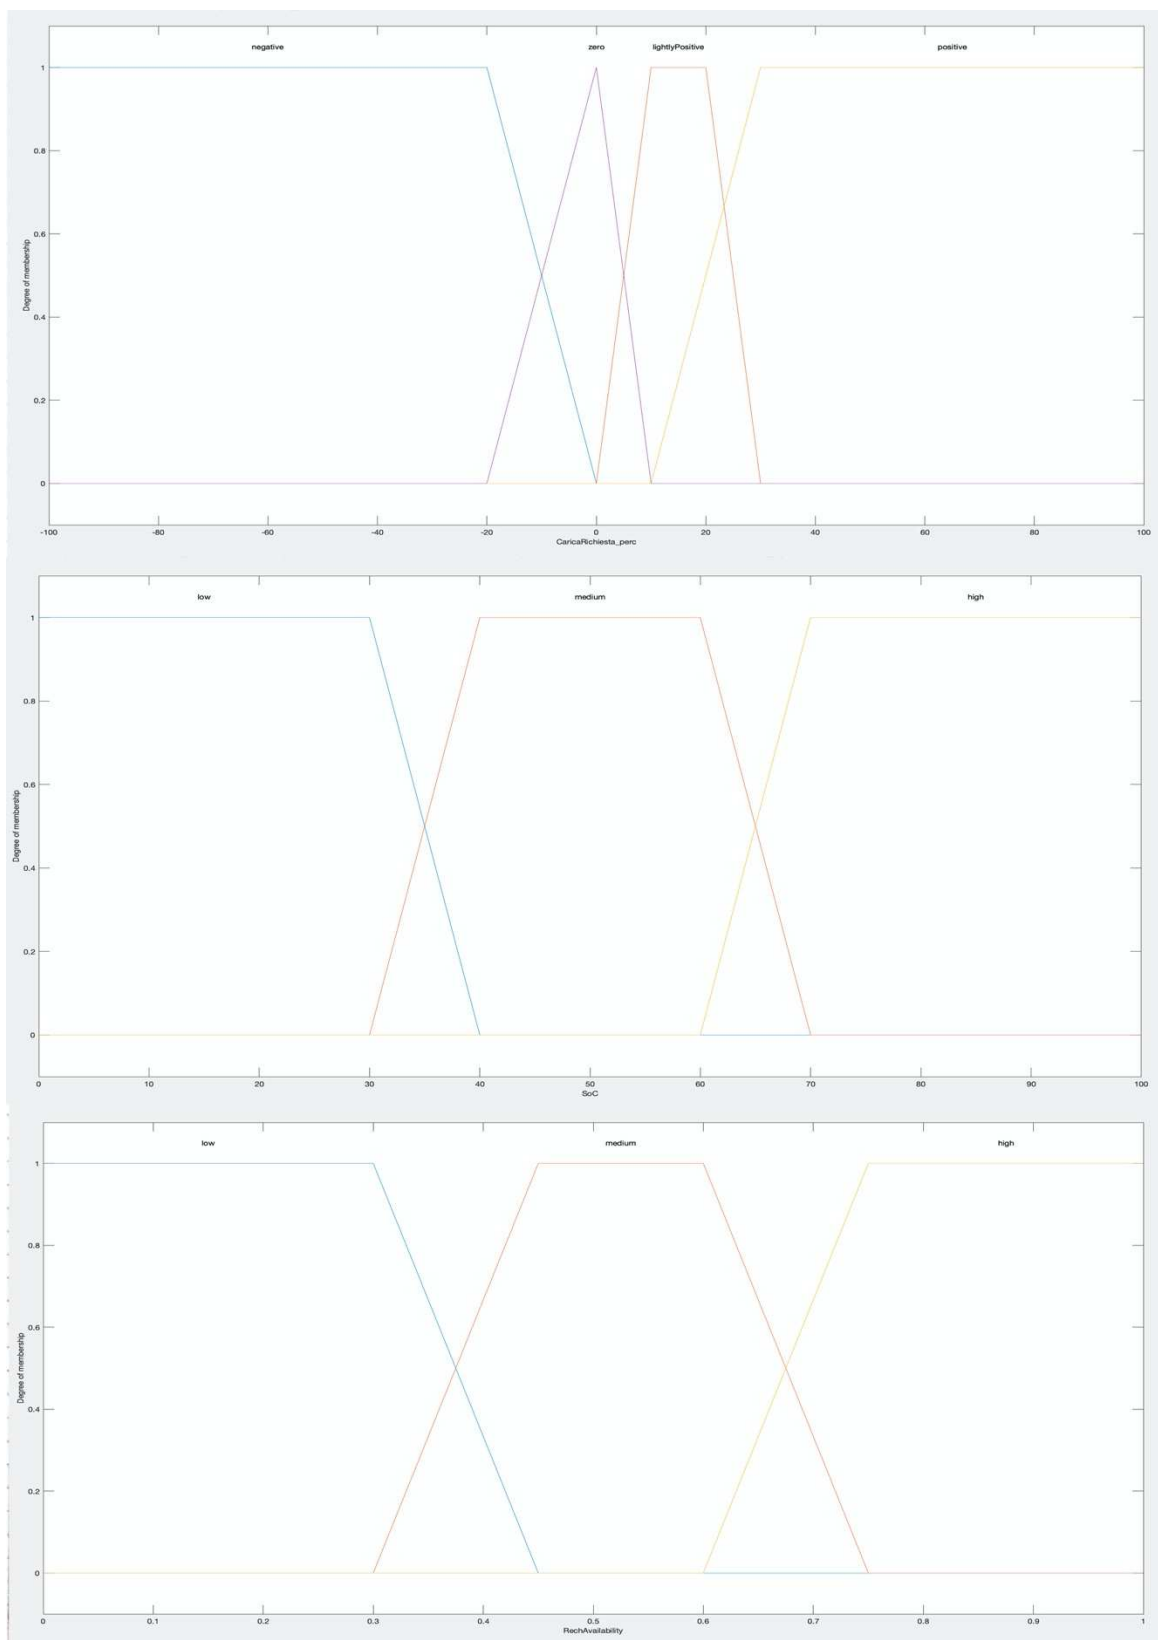 negative zero lightlyPositive positive
1
0.8
0.6
0.4
0.2
0
Degree of membership
-100 -80 -60 -40 -20 0 20 40 60 80 100
CaricaRichiesta_perc
low medium high
1
0.8
0.6
0.4
0.2
0
Degree of membership
0 10 20 30 40 50 60 70 80 90 100
SoC
low medium high
1
0.8
0.6
0.4
0.2
0
Degree of membership
0 0.1 0.2 0.3 0.4 0.5 0.6 0.7 0.8 0.9 1
RechAvailability